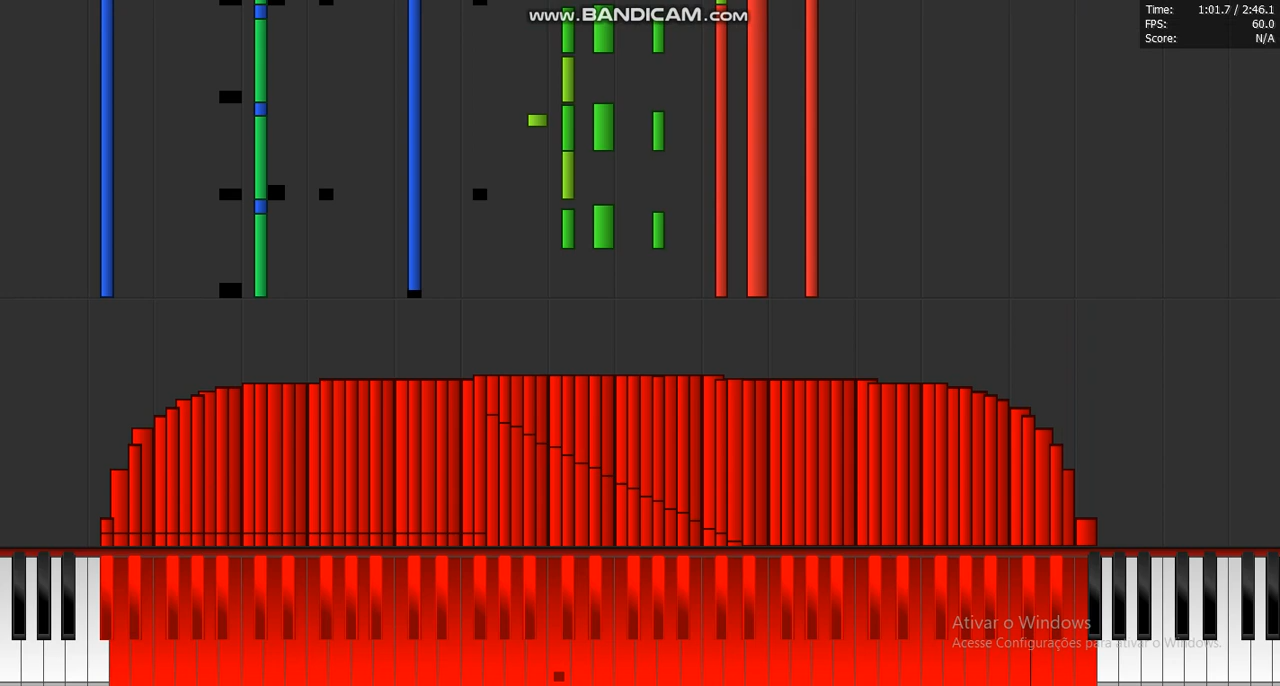 www.BANDICAM.com
Time: 1:01.7 / 2:46.1
FPS: 60.0
Score: N/A
Ativar o Windows
Acesse Configurações para ativar o Windows.